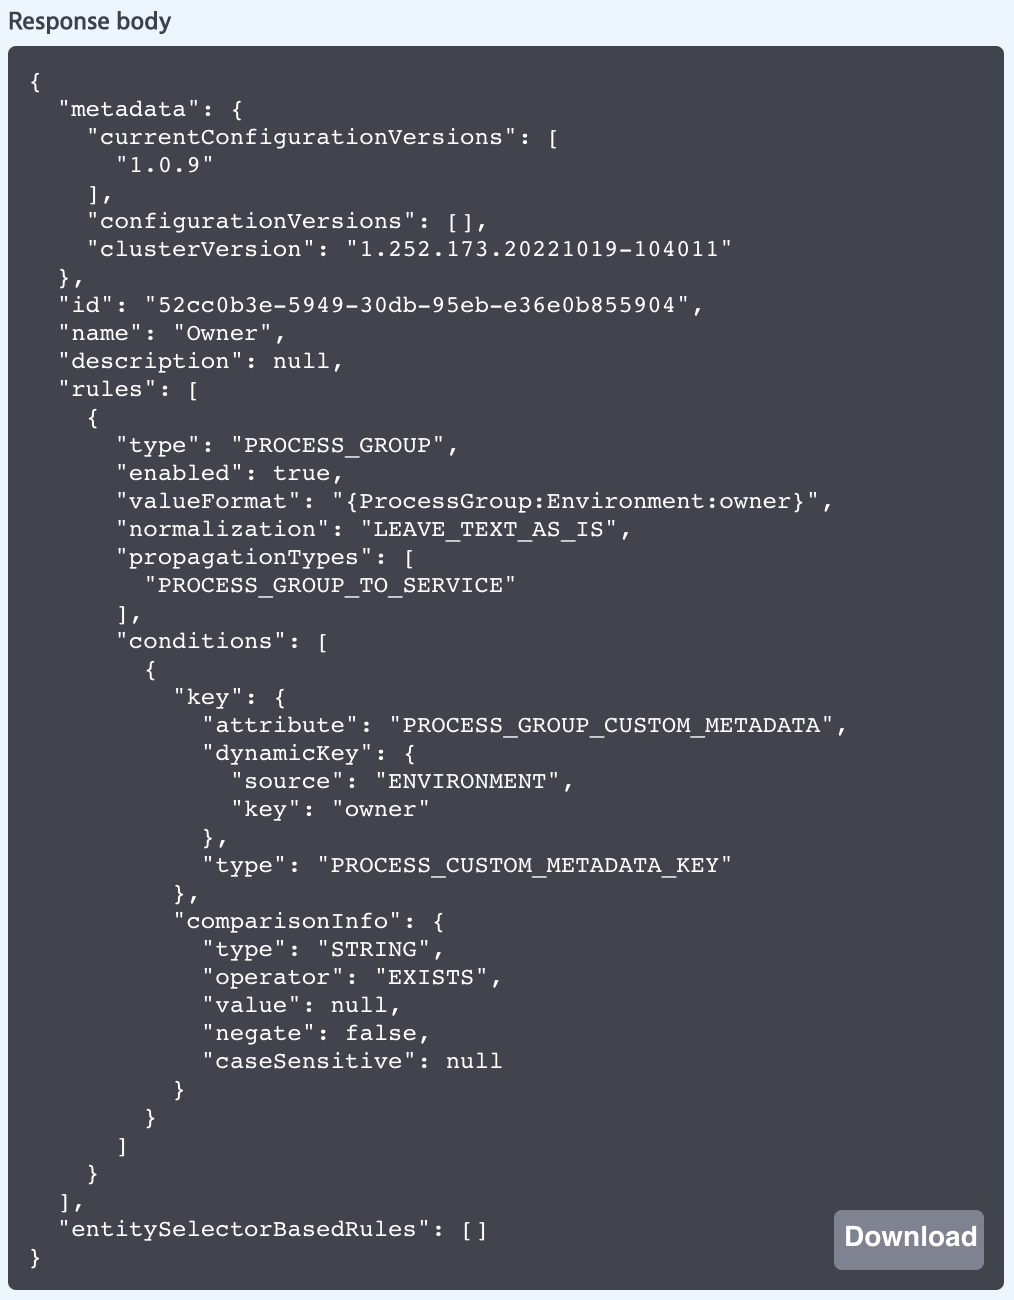 Response body
{
  "metadata": {
    "currentConfigurationVersions": [
      "1.0.9"
    ],
    "configurationVersions": [],
    "clusterVersion": "1.252.173.20221019-104011"
  },
  "id": "52cc0b3e-5949-30db-95eb-e36e0b855904",
  "name": "Owner",
  "description": null,
  "rules": [
    {
      "type": "PROCESS_GROUP",
      "enabled": true,
      "valueFormat": "{ProcessGroup:Environment:owner}",
      "normalization": "LEAVE_TEXT_AS_IS",
      "propagationTypes": [
        "PROCESS_GROUP_TO_SERVICE"
      ],
      "conditions": [
        {
          "key": {
            "attribute": "PROCESS_GROUP_CUSTOM_METADATA",
            "dynamicKey": {
              "source": "ENVIRONMENT",
              "key": "owner"
            },
            "type": "PROCESS_CUSTOM_METADATA_KEY"
          },
          "comparisonInfo": {
            "type": "STRING",
            "operator": "EXISTS",
            "value": null,
            "negate": false,
            "caseSensitive": null
          }
        }
      ]
    }
  ],
  "entitySelectorBasedRules": []
}
Download